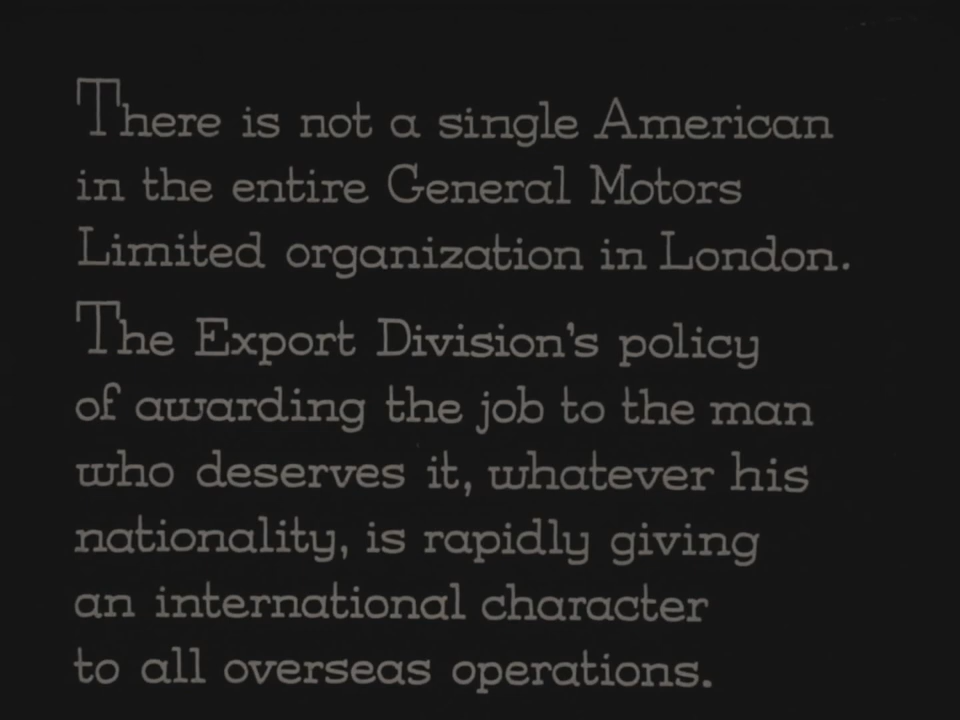 There is not a single American
in the entire General Motors
Limited organization in London.
The Export Division's policy
of awarding the job to the man
who deserves it, whatever his
nationality, is rapidly giving
an international character
to all overseas operations.